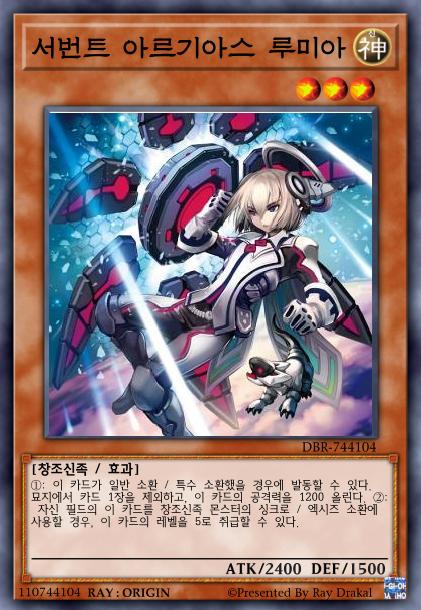 서번트 아르기아스 루미아
신
神
DBR-744104
[창조신족 / 효과]
①: 이 카드가 일반 소환 / 특수 소환했을 경우에 발동할 수 있다.
묘지에서 카드 1장을 제외하고, 이 카드의 공격력을 1200 올린다. ②:
자신 필드의 이 카드를 창조신족 몬스터의 싱크로 / 엑시즈 소환에
사용할 경우, 이 카드의 레벨을 5로 취급할 수 있다.
ATK/2400 DEF/1500
110744104 RAY : ORIGIN ©Presented By Ray Drakal